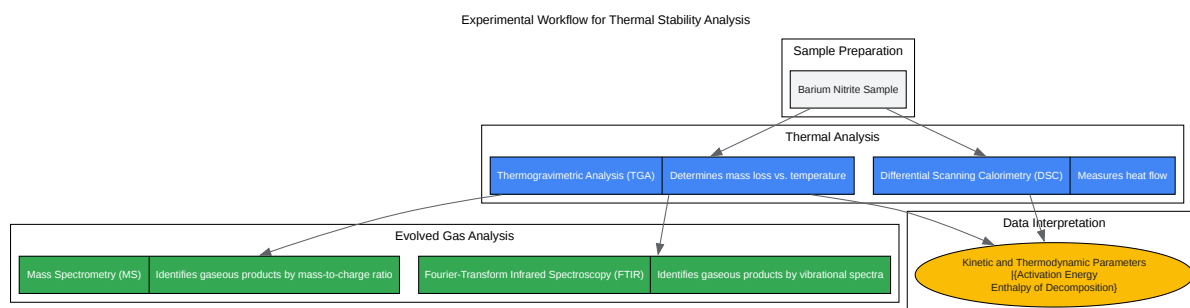 Experimental Workflow for Thermal Stability Analysis
Sample Preparation
Barium Nitrite Sample
Thermal Analysis
Thermogravimetric Analysis (TGA)
Determines mass loss vs. temperature
Differential Scanning Calorimetry (DSC)
Measures heat flow
Evolved Gas Analysis
Mass Spectrometry (MS)
Identifies gaseous products by mass-to-charge ratio
Fourier-Transform Infrared Spectroscopy (FTIR)
Identifies gaseous products by vibrational spectra
Data Interpretation
Kinetic and Thermodynamic Parameters
|{Activation Energy
Enthalpy of Decomposition}